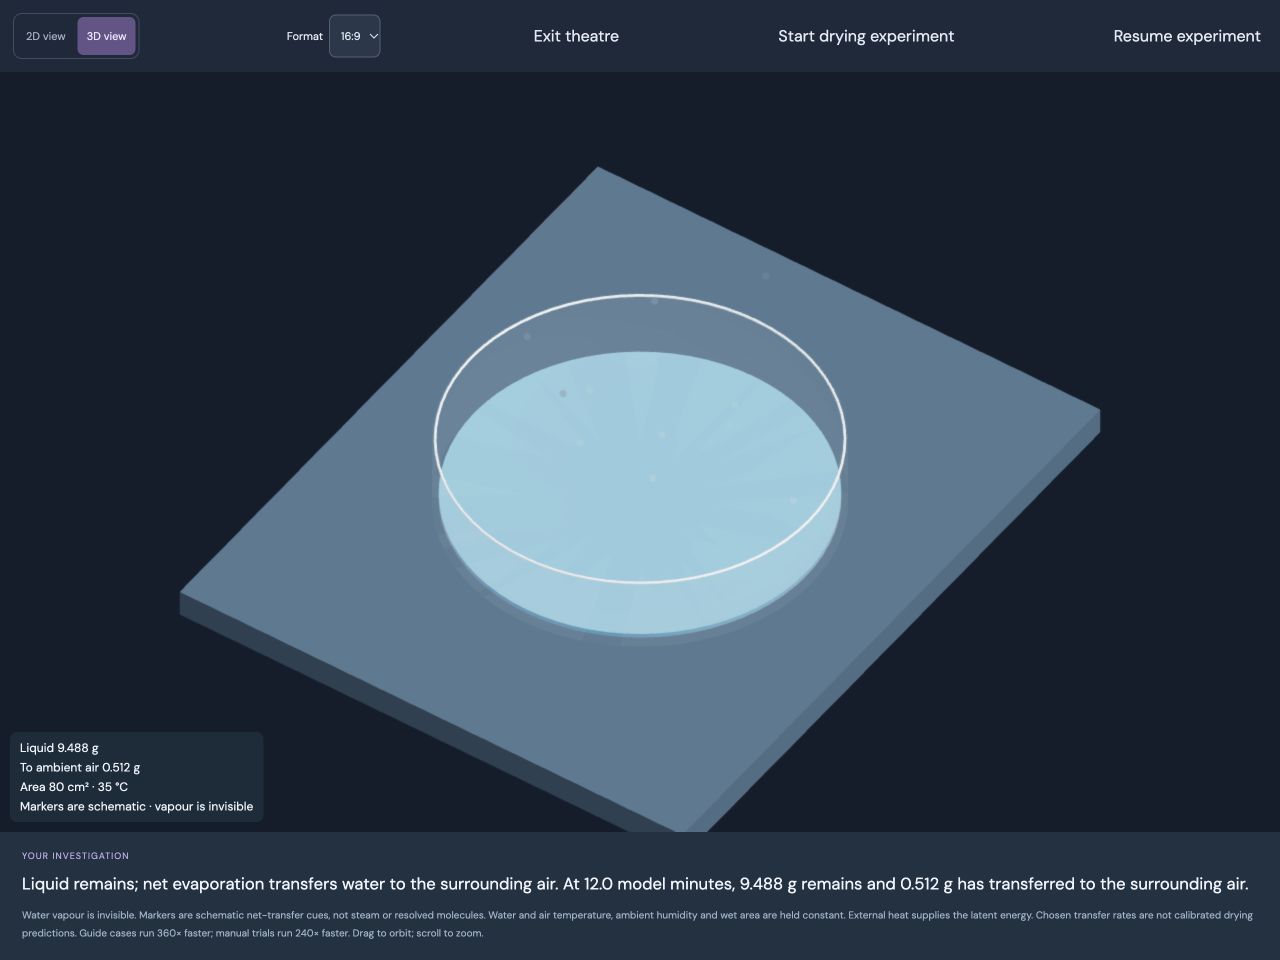 2D view
3D view
Format
16:9
Exit theatre
Start drying experiment
Resume experiment
Liquid 9.488 g
To ambient air 0.512 g
Area 80 cm² · 35 °C
Markers are schematic · vapour is invisible
YOUR INVESTIGATION
Liquid remains; net evaporation transfers water to the surrounding air. At 12.0 model minutes, 9.488 g remains and 0.512 g has transferred to the surrounding air.
Water vapour is invisible. Markers are schematic net-transfer cues, not steam or resolved molecules. Water and air temperature, ambient humidity and wet area are held constant. External heat supplies the latent energy. Chosen transfer rates are not calibrated drying
predictions. Guide cases run 360× faster; manual trials run 240× faster. Drag to orbit; scroll to zoom.